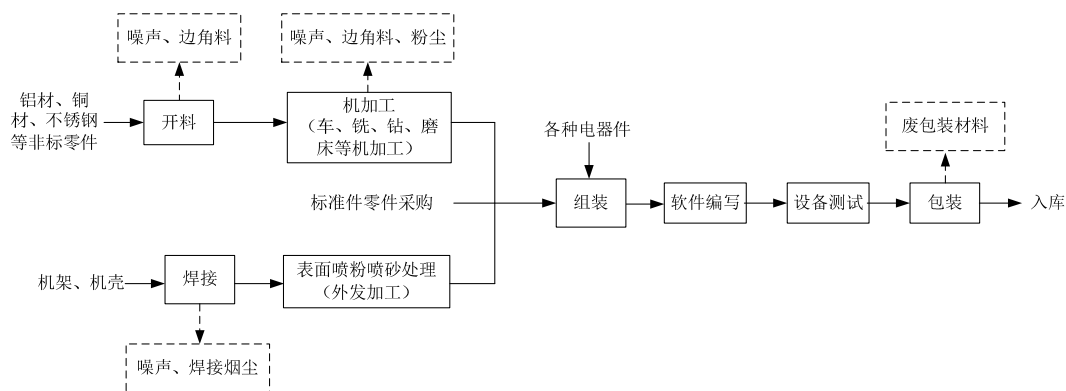 噪声、边角料
噪声、边角料、粉尘
铝材、铜
材、不锈钢
等非标零件
开料
机加工
（车、铣、钻、磨
床等机加工）
各种电器件
废包装材料
标准件零件采购
组装
软件编写
设备测试
包装
入库
机架、机壳
焊接
表面喷粉喷砂处理
（外发加工）
噪声、焊接烟尘